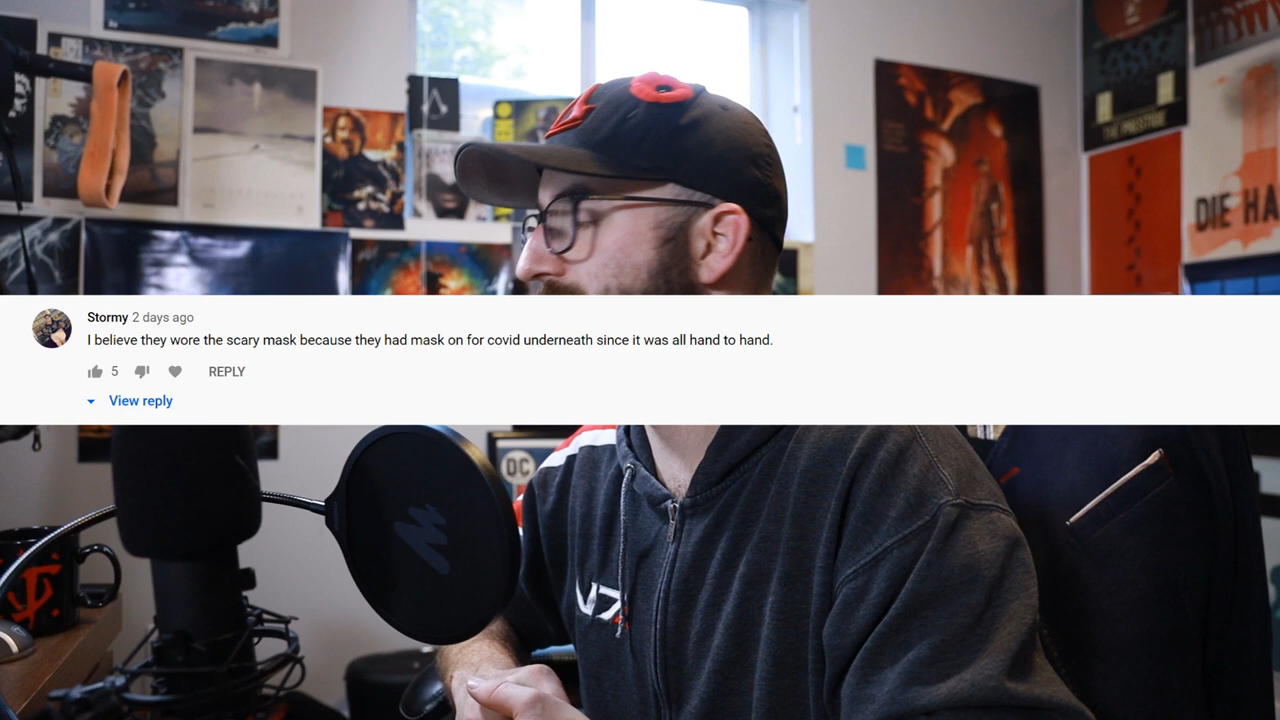 THE PRESTIGE
DIE HA
Stormy 2 days ago
I believe they wore the scary mask because they had mask on for covid underneath since it was all hand to hand.
5
REPLY
View reply
DC
N7